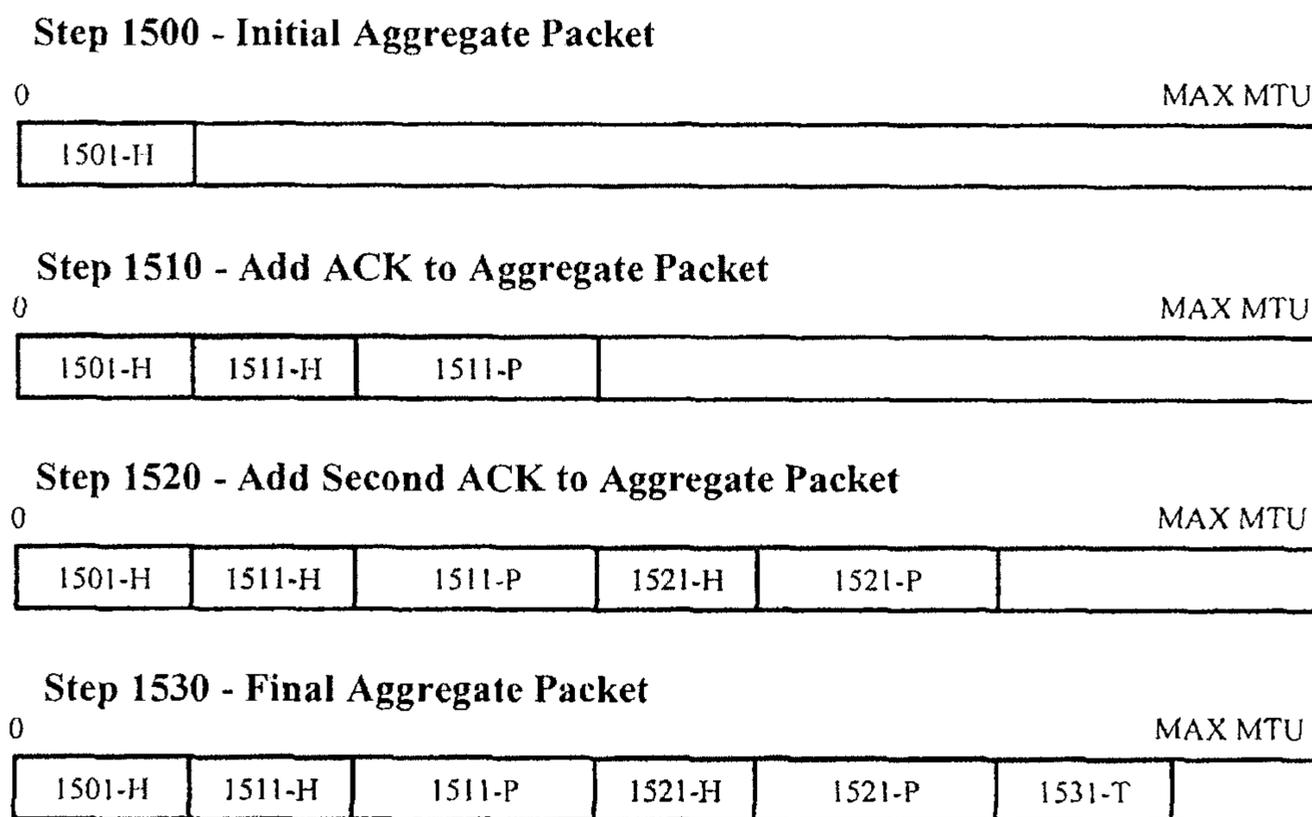 Step 1500 - Initial Aggregate Packet
0 MAX MTU
1501-H
Step 1510 - Add ACK to Aggregate Packet
0 MAX MTU
1501-H 1511-H 1511-P
Step 1520 - Add Second ACK to Aggregate Packet
0 MAX MTU
1501-H 1511-H 1511-P 1521-H 1521-P
Step 1530 - Final Aggregate Packet
0 MAX MTU
1501-H 1511-H 1511-P 1521-H 1521-P 1531-T